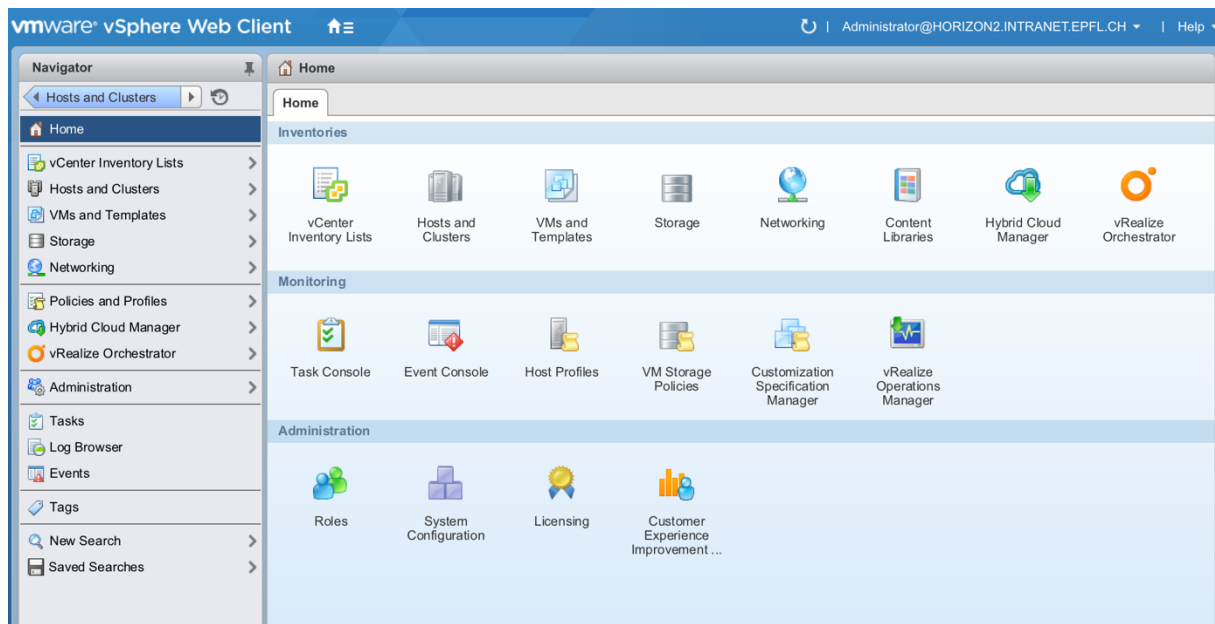 vmware® vSphere Web Client
Administrator@HORIZON2.INTRANET.EPFL.CH | Help
Navigator
Hosts and Clusters
Home
vCenter Inventory Lists
Hosts and Clusters
VMs and Templates
Storage
Networking
Policies and Profiles
Hybrid Cloud Manager
vRealize Orchestrator
Administration
Tasks
Log Browser
Events
Tags
New Search
Saved Searches
Home
Home
Inventories
vCenter
Inventory Lists
Hosts and
Clusters
VMs and
Templates
Storage
Networking
Content
Libraries
Hybrid Cloud
Manager
vRealize
Orchestrator
Monitoring
Task Console
Event Console
Host Profiles
VM Storage
Policies
Customization
Specification
Manager
vRealize
Operations
Manager
Administration
Roles
System
Configuration
Licensing
Customer
Experience
Improvement ...